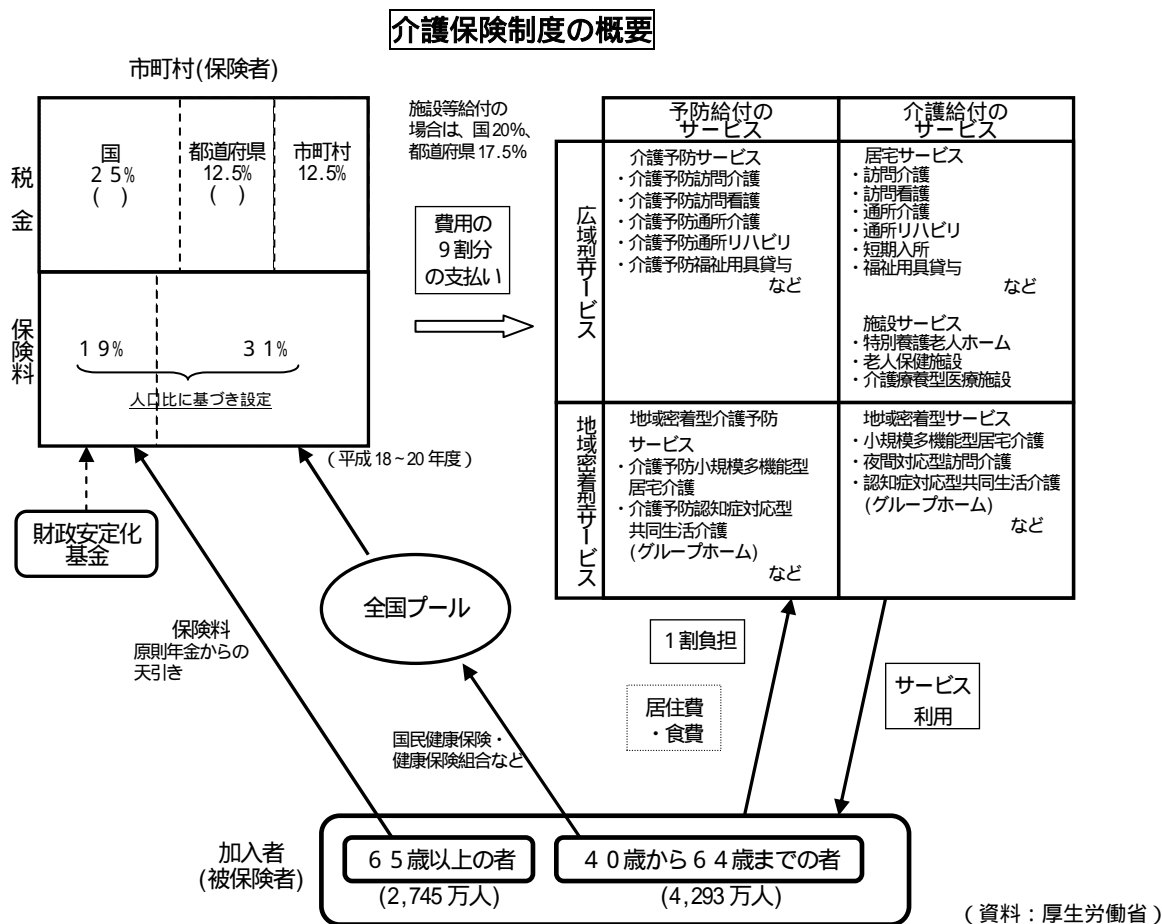 介護保険制度の概要
市町村(保険者)
税金
国
25%
( )
都道府県
12.5%
( )
市町村
12.5%
保険料
19%
31%
人口比に基づき設定
(平成18~20年度)
施設等給付の
場合は、国20%、
都道府県17.5%
費用の
9割分
の支払い
予防給付の
サービス
介護給付の
サービス
広域型サービス
介護予防サービス
・介護予防訪問介護
・介護予防訪問看護
・介護予防通所介護
・介護予防通所リハビリ
・介護予防福祉用具貸与
など
居宅サービス
・訪問介護
・訪問看護
・通所介護
・通所リハビリ
・短期入所
・福祉用具貸与
など
施設サービス
・特別養護老人ホーム
・老人保健施設
・介護療養型医療施設
地域密着型サービス
地域密着型介護予防
サービス
・介護予防小規模多機能型
居宅介護
・介護予防認知症対応型
共同生活介護
(グループホーム)
など
地域密着型サービス
・小規模多機能型居宅介護
・夜間対応型訪問介護
・認知症対応型共同生活介護
(グループホーム)
など
財政安定化
基金
全国プール
保険料
原則年金からの
天引き
国民健康保険・
健康保険組合など
1割負担
居住費
・食費
サービス
利用
加入者
(被保険者)
65歳以上の者
(2,745万人)
40歳から64歳までの者
(4,293万人)
(資料:厚生労働省)